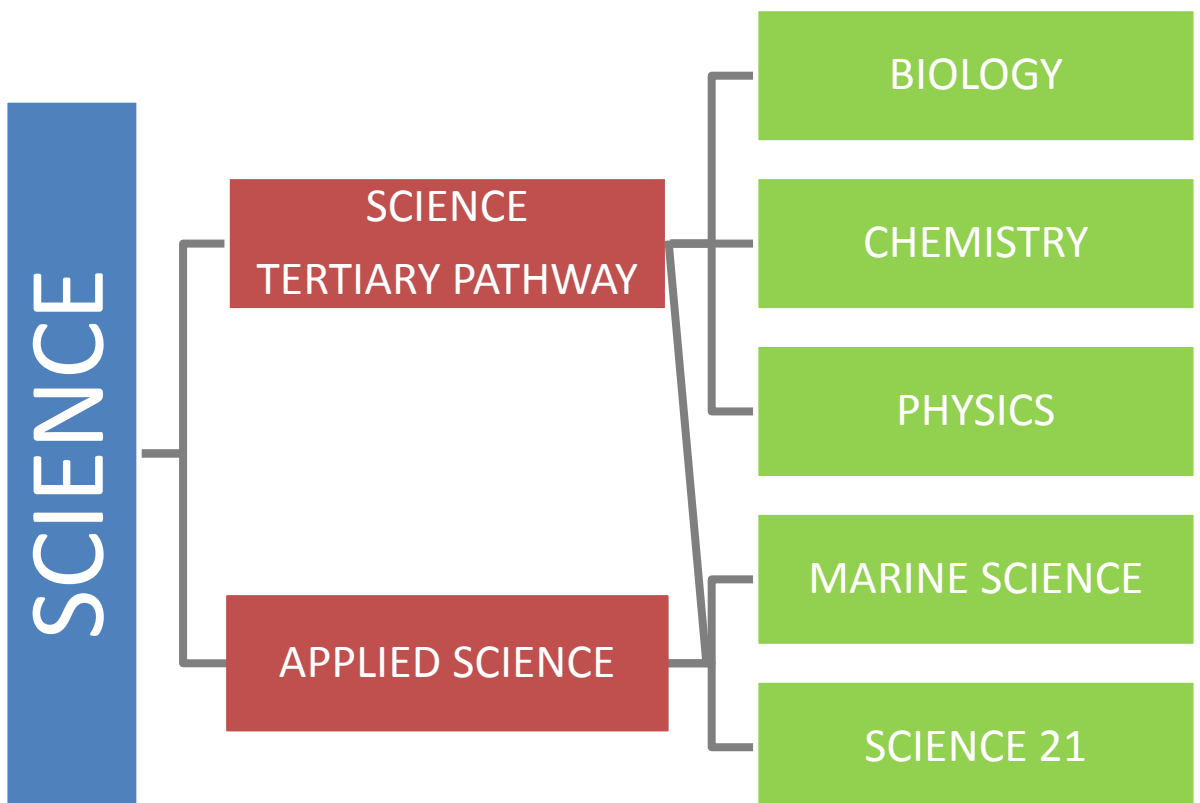 SCIENCE
SCIENCE
TERTIARY PATHWAY
APPLIED SCIENCE
BIOLOGY
CHEMISTRY
PHYSICS
MARINE SCIENCE
SCIENCE 21